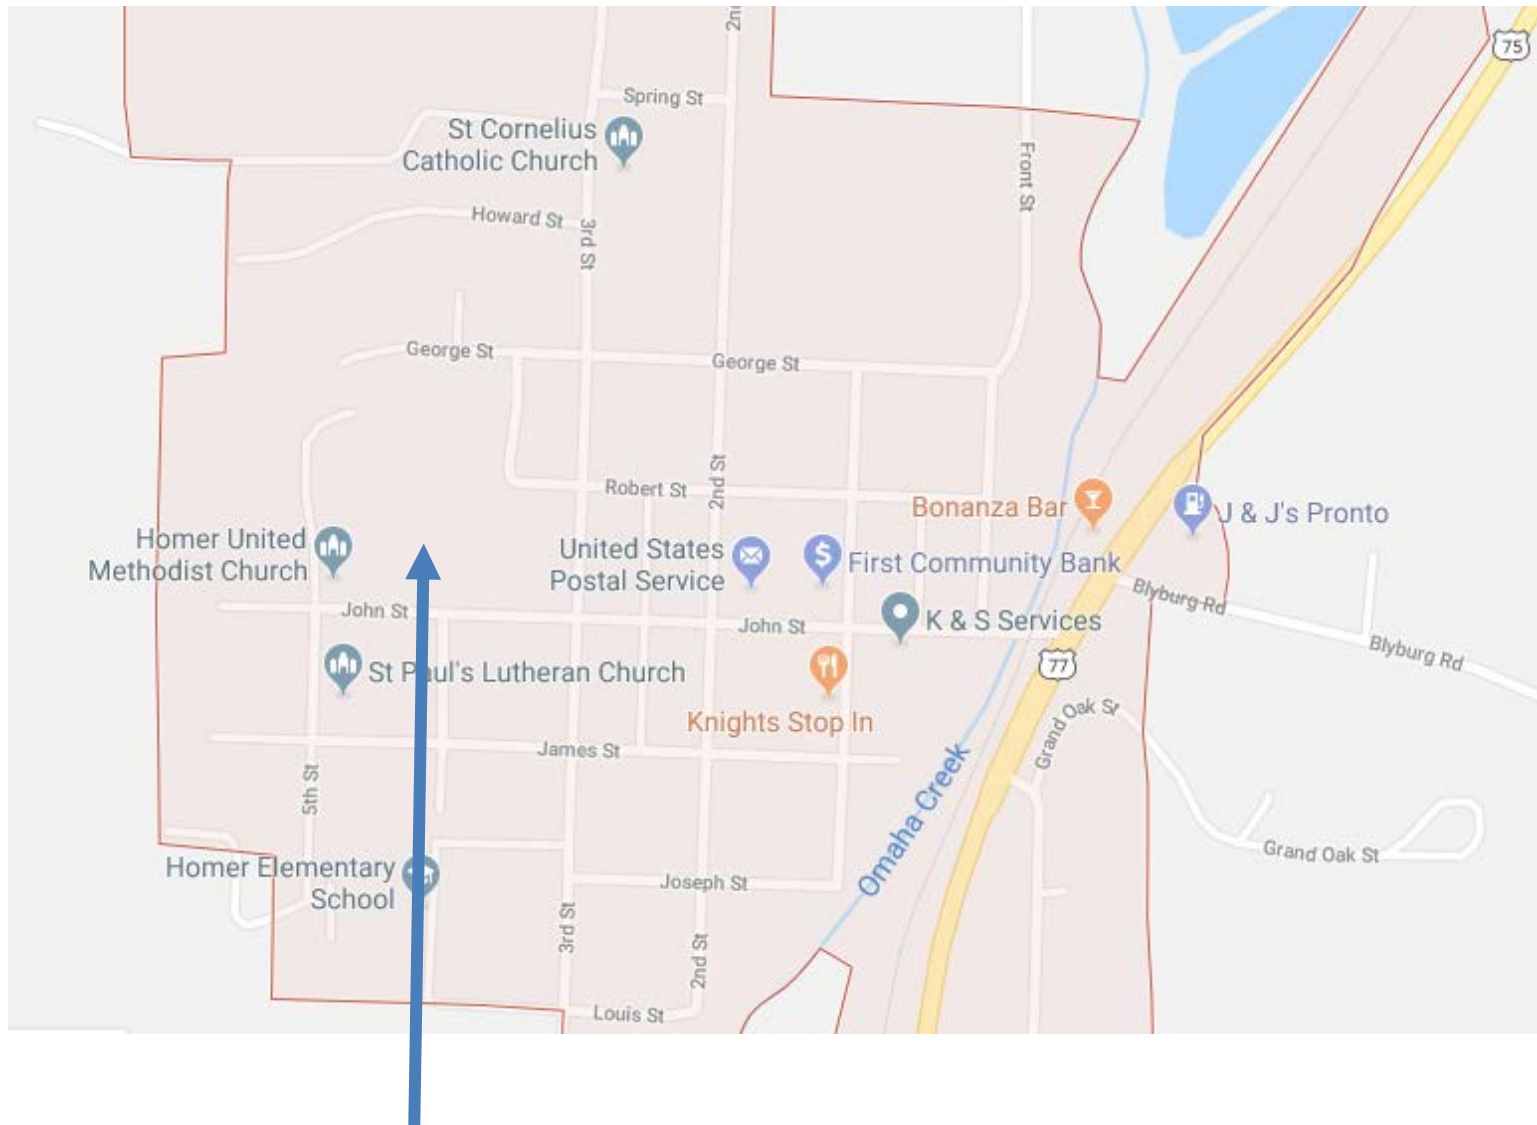 2nd
75
Spring St
St Cornelius
Catholic Church
Front St
Howard St
3rd St
George St
George St
2nd St
Robert St
Bonanza Bar
J & J's Pronto
Homer United
Methodist Church
United States
Postal Service
First Community Bank
Blyburg Rd
John St
John St
K & S Services
Blyburg Rd
St Paul's Lutheran Church
77
Knights Stop In
Grand Oak St
James St
5th St
Omaha Creek
Grand Oak St
Homer Elementary
School
Joseph St
3rd St
2nd St
Louis St